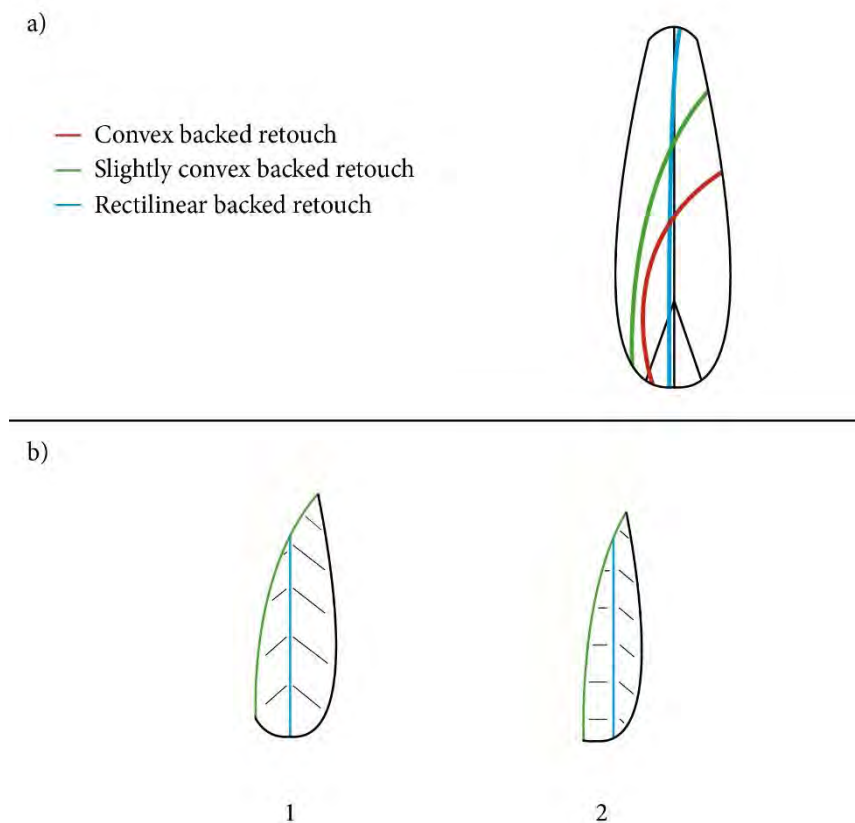 a)
Convex backed retouch
Slightly convex backed retouch
Rectilinear backed retouch
b)
1
2